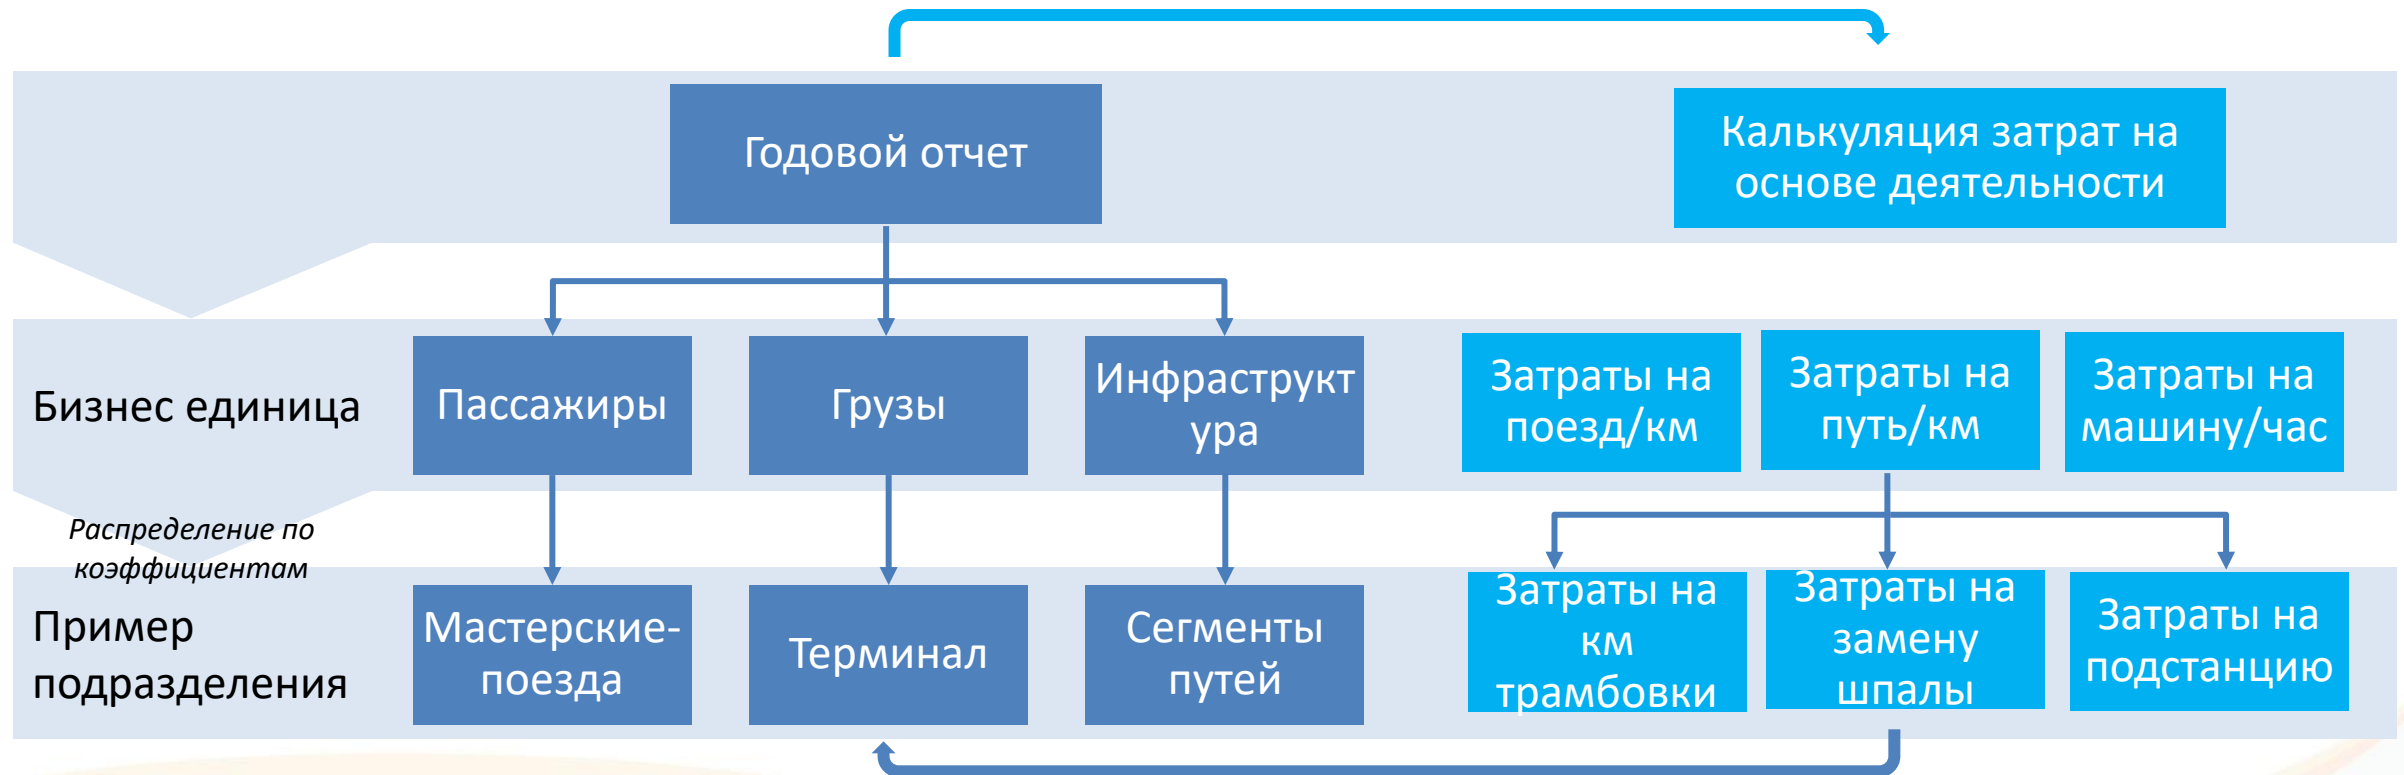 Годовой отчет
Калькуляция затрат на
основе деятельности
Бизнес единица
Пассажиры
Грузы
Инфраструкт
ура
Затраты на
поезд/км
Затраты на
путь/км
Затраты на
машину/час
Распределение по
коэффициентам
Пример
подразделения
Мастерские-
поезда
Терминал
Сегменты
путей
Затраты на
км
трамбовки
Затраты на
замену
шпалы
Затраты на
подстанцию